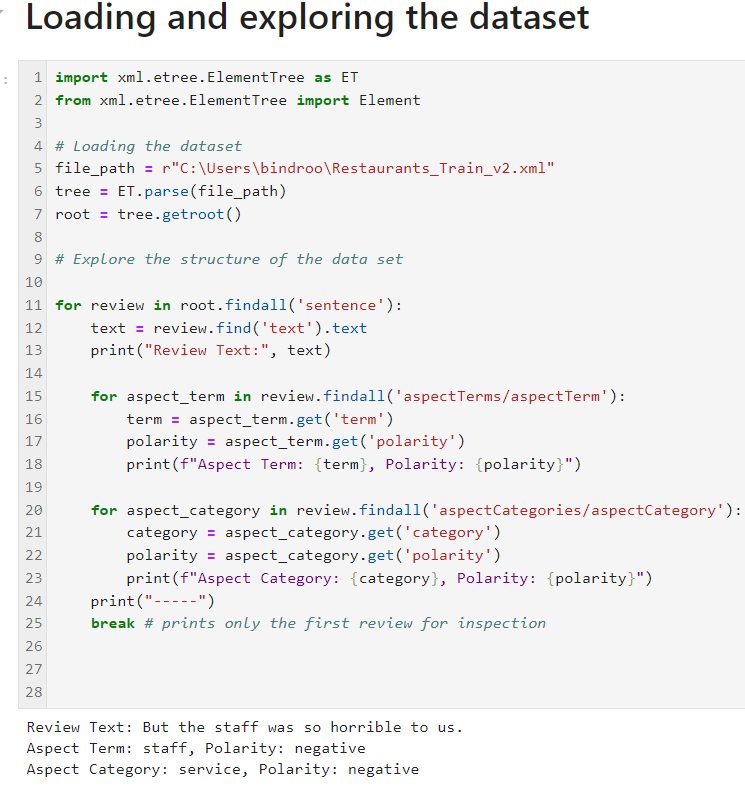 Loading and exploring the dataset
: 1 import xml.etree.ElementTree as ET
2 from xml.etree.ElementTree import Element
3
4 # Loading the dataset
5 file_path = r"C:\Users\bindroo\Restaurants_Train_v2.xml"
6 tree = ET.parse(file_path)
7 root = tree.getroot()
8
9 # Explore the structure of the data set
10
11 for review in root.findall('sentence'):
12     text = review.find('text').text
13     print("Review Text:", text)
14
15     for aspect_term in review.findall('aspectTerms/aspectTerm'):
16         term = aspect_term.get('term')
17         polarity = aspect_term.get('polarity')
18         print(f"Aspect Term: {term}, Polarity: {polarity}")
19
20     for aspect_category in review.findall('aspectCategories/aspectCategory'):
21         category = aspect_category.get('category')
22         polarity = aspect_category.get('polarity')
23         print(f"Aspect Category: {category}, Polarity: {polarity}")
24     print("-----")
25     break # prints only the first review for inspection
26
27
28
Review Text: But the staff was so horrible to us.
Aspect Term: staff, Polarity: negative
Aspect Category: service, Polarity: negative